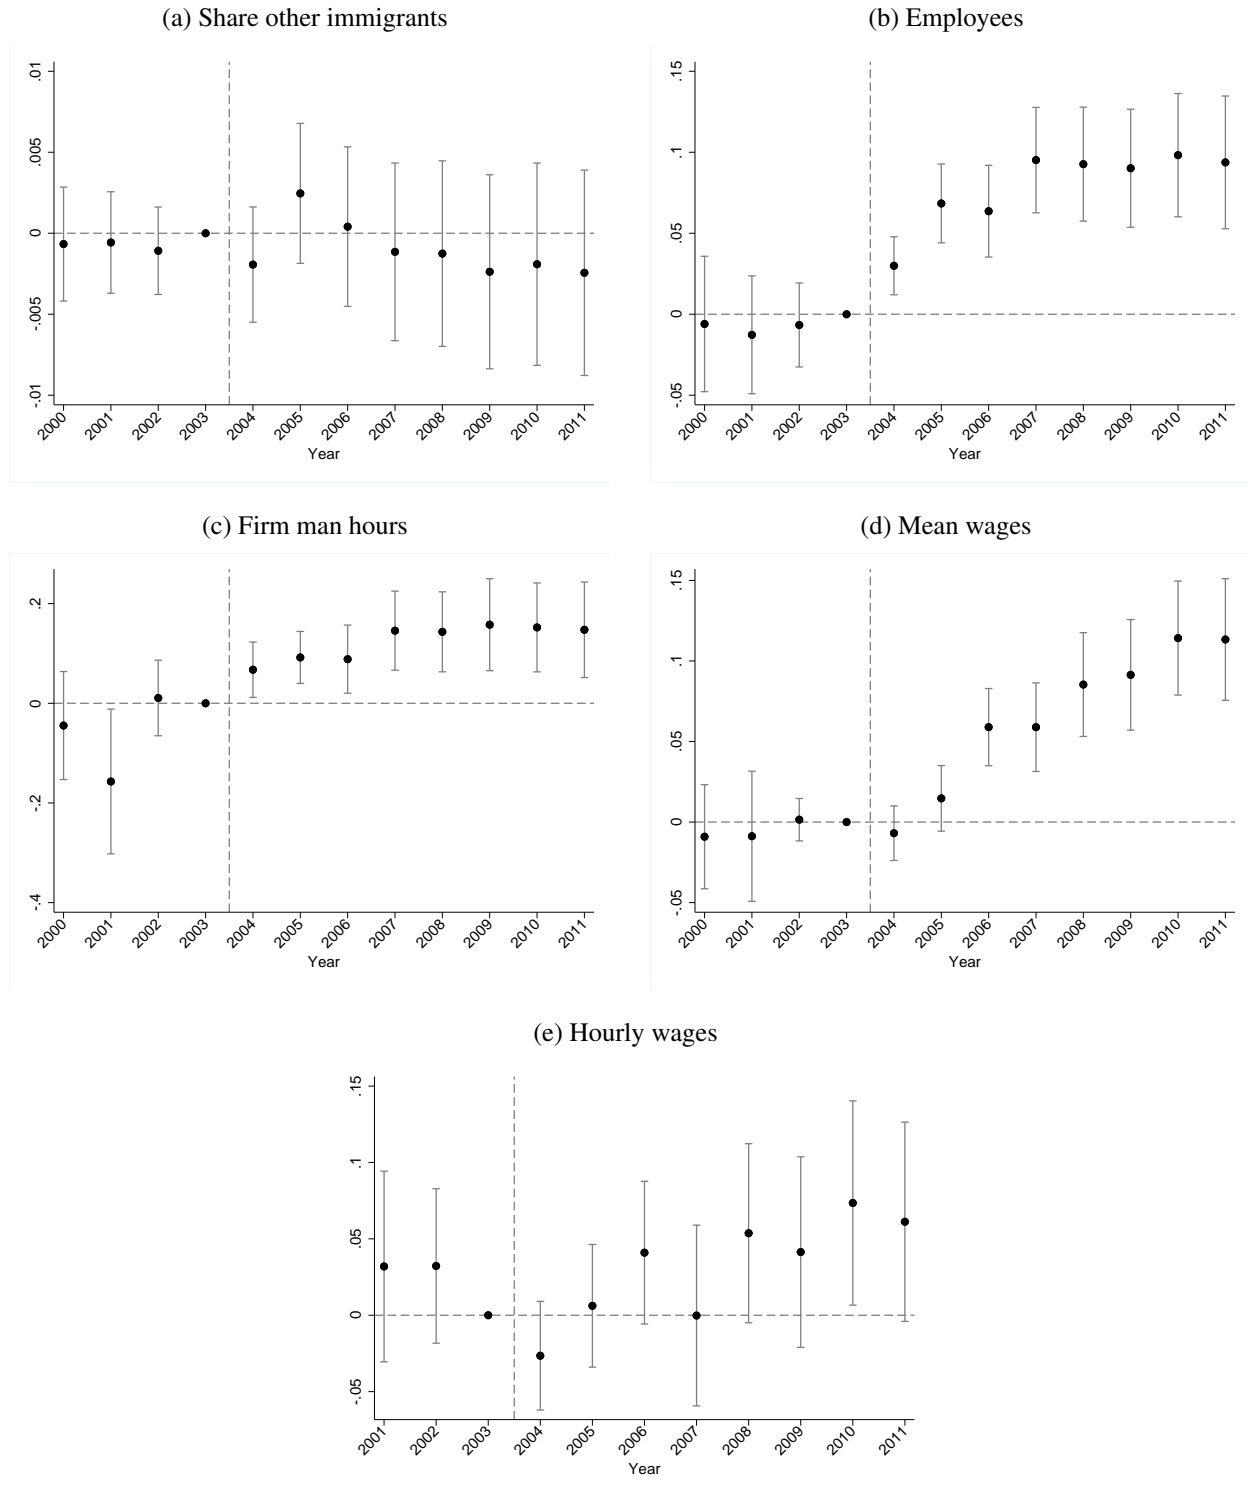 (a) Share other immigrants
.01
.005
0
-.005
-.01
2000 2001 2002 2003 2004 2005 2006 2007 2008 2009 2010 2011
Year
(b) Employees
.15
.1
.05
0
-.05
2000 2001 2002 2003 2004 2005 2006 2007 2008 2009 2010 2011
Year
(c) Firm man hours
.2
0
-.2
-.4
2000 2001 2002 2003 2004 2005 2006 2007 2008 2009 2010 2011
Year
(d) Mean wages
.15
.1
.05
0
-.05
2000 2001 2002 2003 2004 2005 2006 2007 2008 2009 2010 2011
Year
(e) Hourly wages
.15
.1
.05
0
-.05
2001 2002 2003 2004 2005 2006 2007 2008 2009 2010 2011
Year